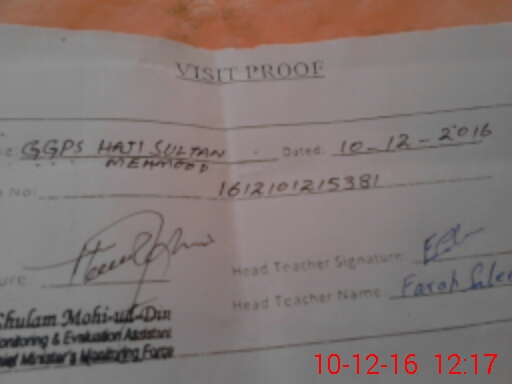 VISIT PROOF
GGPS HAJI SULTAN Dated: 10-12-2016
MEHMOOD
No: 1612101215381
Head Teacher Signature
Head Teacher Name: Farah
Ghulam Mohi-ud-Din
Monitoring & Evaluation Assistant
Chief Minister's Monitoring Force
10-12-16 12:17